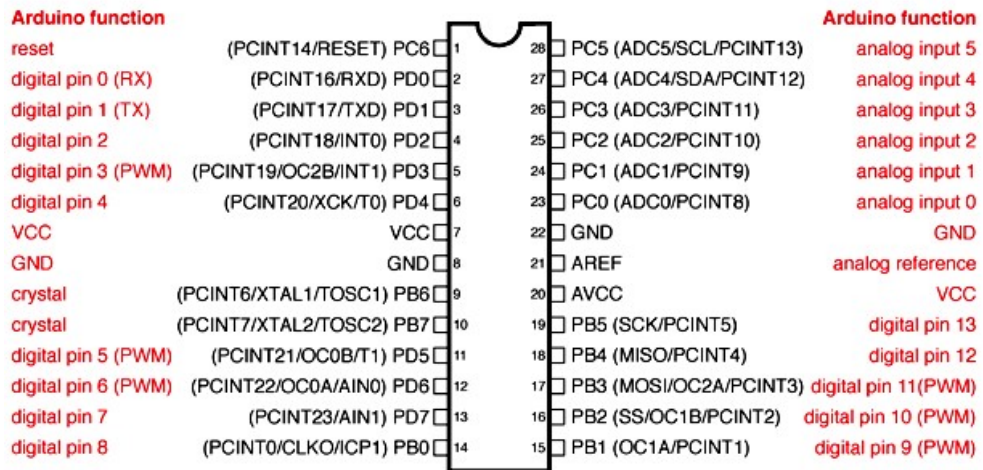 Arduino function Arduino function
reset (PCINT14/RESET) PC6 1 28 PC5 (ADC5/SCL/PCINT13) analog input 5
digital pin 0 (RX) (PCINT16/RXD) PD0 2 27 PC4 (ADC4/SDA/PCINT12) analog input 4
digital pin 1 (TX) (PCINT17/TXD) PD1 3 26 PC3 (ADC3/PCINT11) analog input 3
digital pin 2 (PCINT18/INT0) PD2 4 25 PC2 (ADC2/PCINT10) analog input 2
digital pin 3 (PWM) (PCINT19/OC2B/INT1) PD3 5 24 PC1 (ADC1/PCINT9) analog input 1
digital pin 4 (PCINT20/XCK/T0) PD4 6 23 PC0 (ADC0/PCINT8) analog input 0
VCC VCC 7 22 GND GND
GND GND 8 21 AREF analog reference
crystal (PCINT6/XTAL1/TOSC1) PB6 9 20 AVCC VCC
crystal (PCINT7/XTAL2/TOSC2) PB7 10 19 PB5 (SCK/PCINT5) digital pin 13
digital pin 5 (PWM) (PCINT21/OC0B/T1) PD5 11 18 PB4 (MISO/PCINT4) digital pin 12
digital pin 6 (PWM) (PCINT22/OC0A/AIN0) PD6 12 17 PB3 (MOSI/OC2A/PCINT3) digital pin 11(PWM)
digital pin 7 (PCINT23/AIN1) PD7 13 16 PB2 (SS/OC1B/PCINT2) digital pin 10 (PWM)
digital pin 8 (PCINT0/CLKO/ICP1) PB0 14 15 PB1 (OC1A/PCINT1) digital pin 9 (PWM)